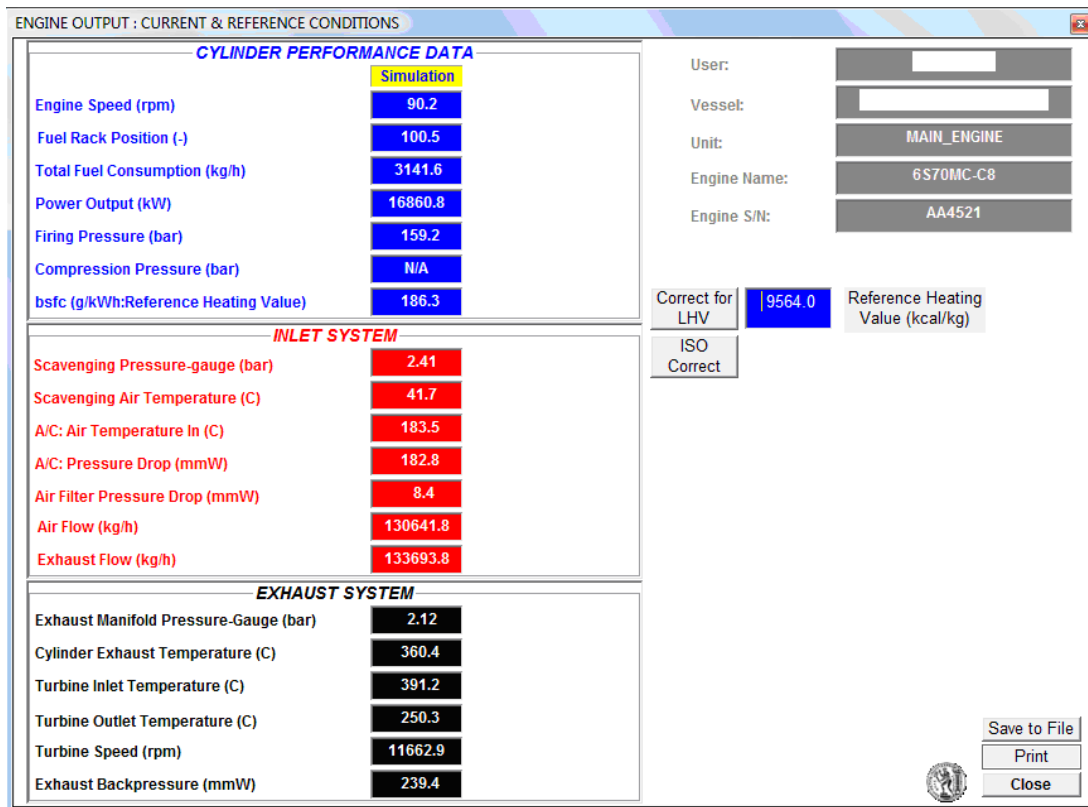 ENGINE OUTPUT : CURRENT & REFERENCE CONDITIONS
CYLINDER PERFORMANCE DATA
Simulation
Engine Speed (rpm) 90.2
Fuel Rack Position (-) 100.5
Total Fuel Consumption (kg/h) 3141.6
Power Output (kW) 16860.8
Firing Pressure (bar) 159.2
Compression Pressure (bar) N/A
bsfc (g/kWh:Reference Heating Value) 186.3
INLET SYSTEM
Scavenging Pressure-gauge (bar) 2.41
Scavenging Air Temperature (C) 41.7
A/C: Air Temperature In (C) 183.5
A/C: Pressure Drop (mmW) 182.8
Air Filter Pressure Drop (mmW) 8.4
Air Flow (kg/h) 130641.8
Exhaust Flow (kg/h) 133693.8
EXHAUST SYSTEM
Exhaust Manifold Pressure-Gauge (bar) 2.12
Cylinder Exhaust Temperature (C) 360.4
Turbine Inlet Temperature (C) 391.2
Turbine Outlet Temperature (C) 250.3
Turbine Speed (rpm) 11662.9
Exhaust Backpressure (mmW) 239.4
User:
Vessel:
Unit: MAIN_ENGINE
Engine Name: 6S70MC-C8
Engine S/N: AA4521
Correct for
LHV
9564.0
Reference Heating
Value (kcal/kg)
ISO
Correct
Save to File
Print
Close